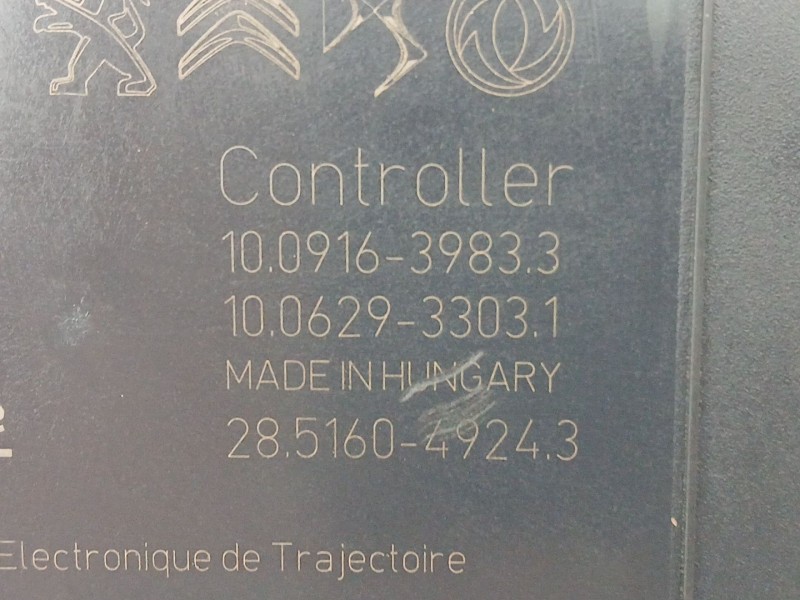 Controller
10.0916-3983.3
10.0629-3303.1
MADE IN HUNGARY
28.5160-4924.3
Electronique de Trajectoire